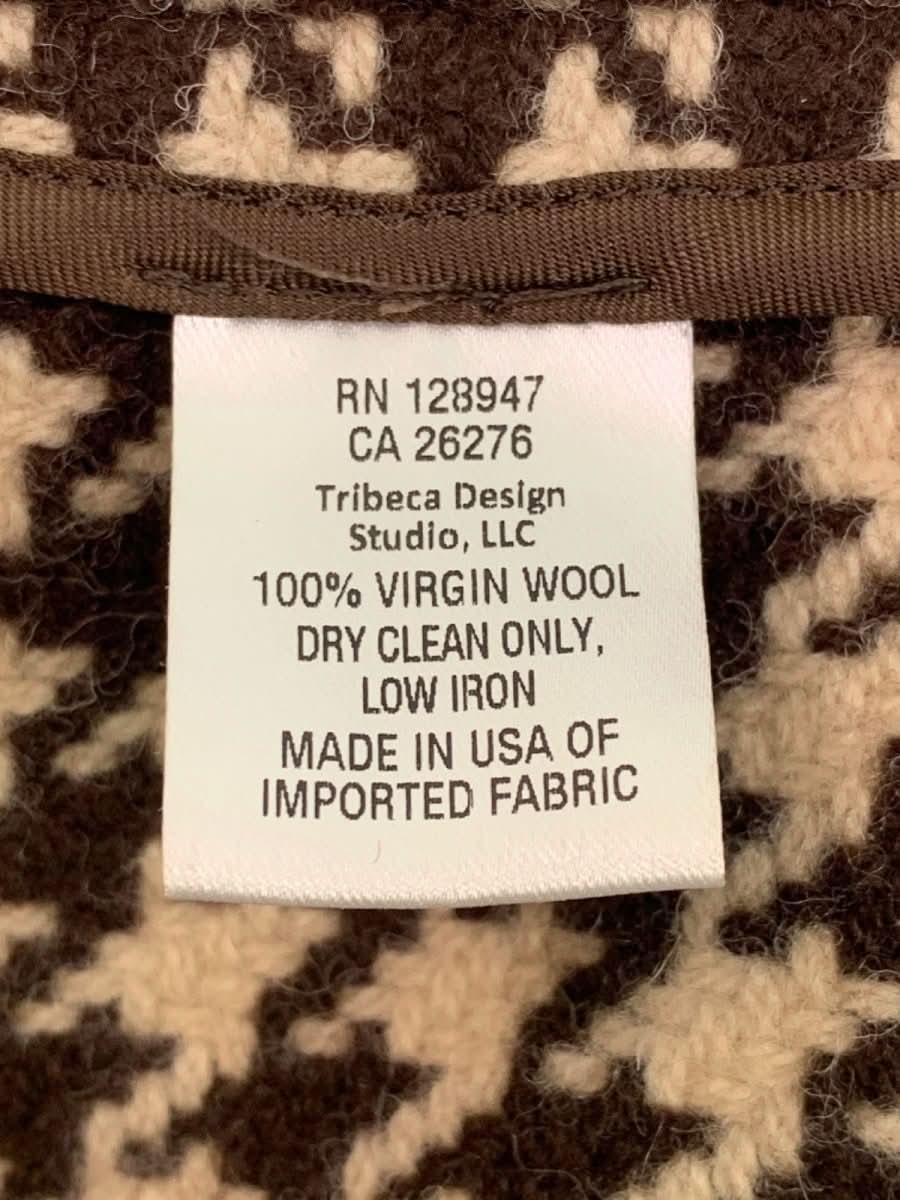 RN 128947
CA 26276
Tribeca Design
Studio, LLC
100% VIRGIN WOOL
DRY CLEAN ONLY,
LOW IRON
MADE IN USA OF
IMPORTED FABRIC